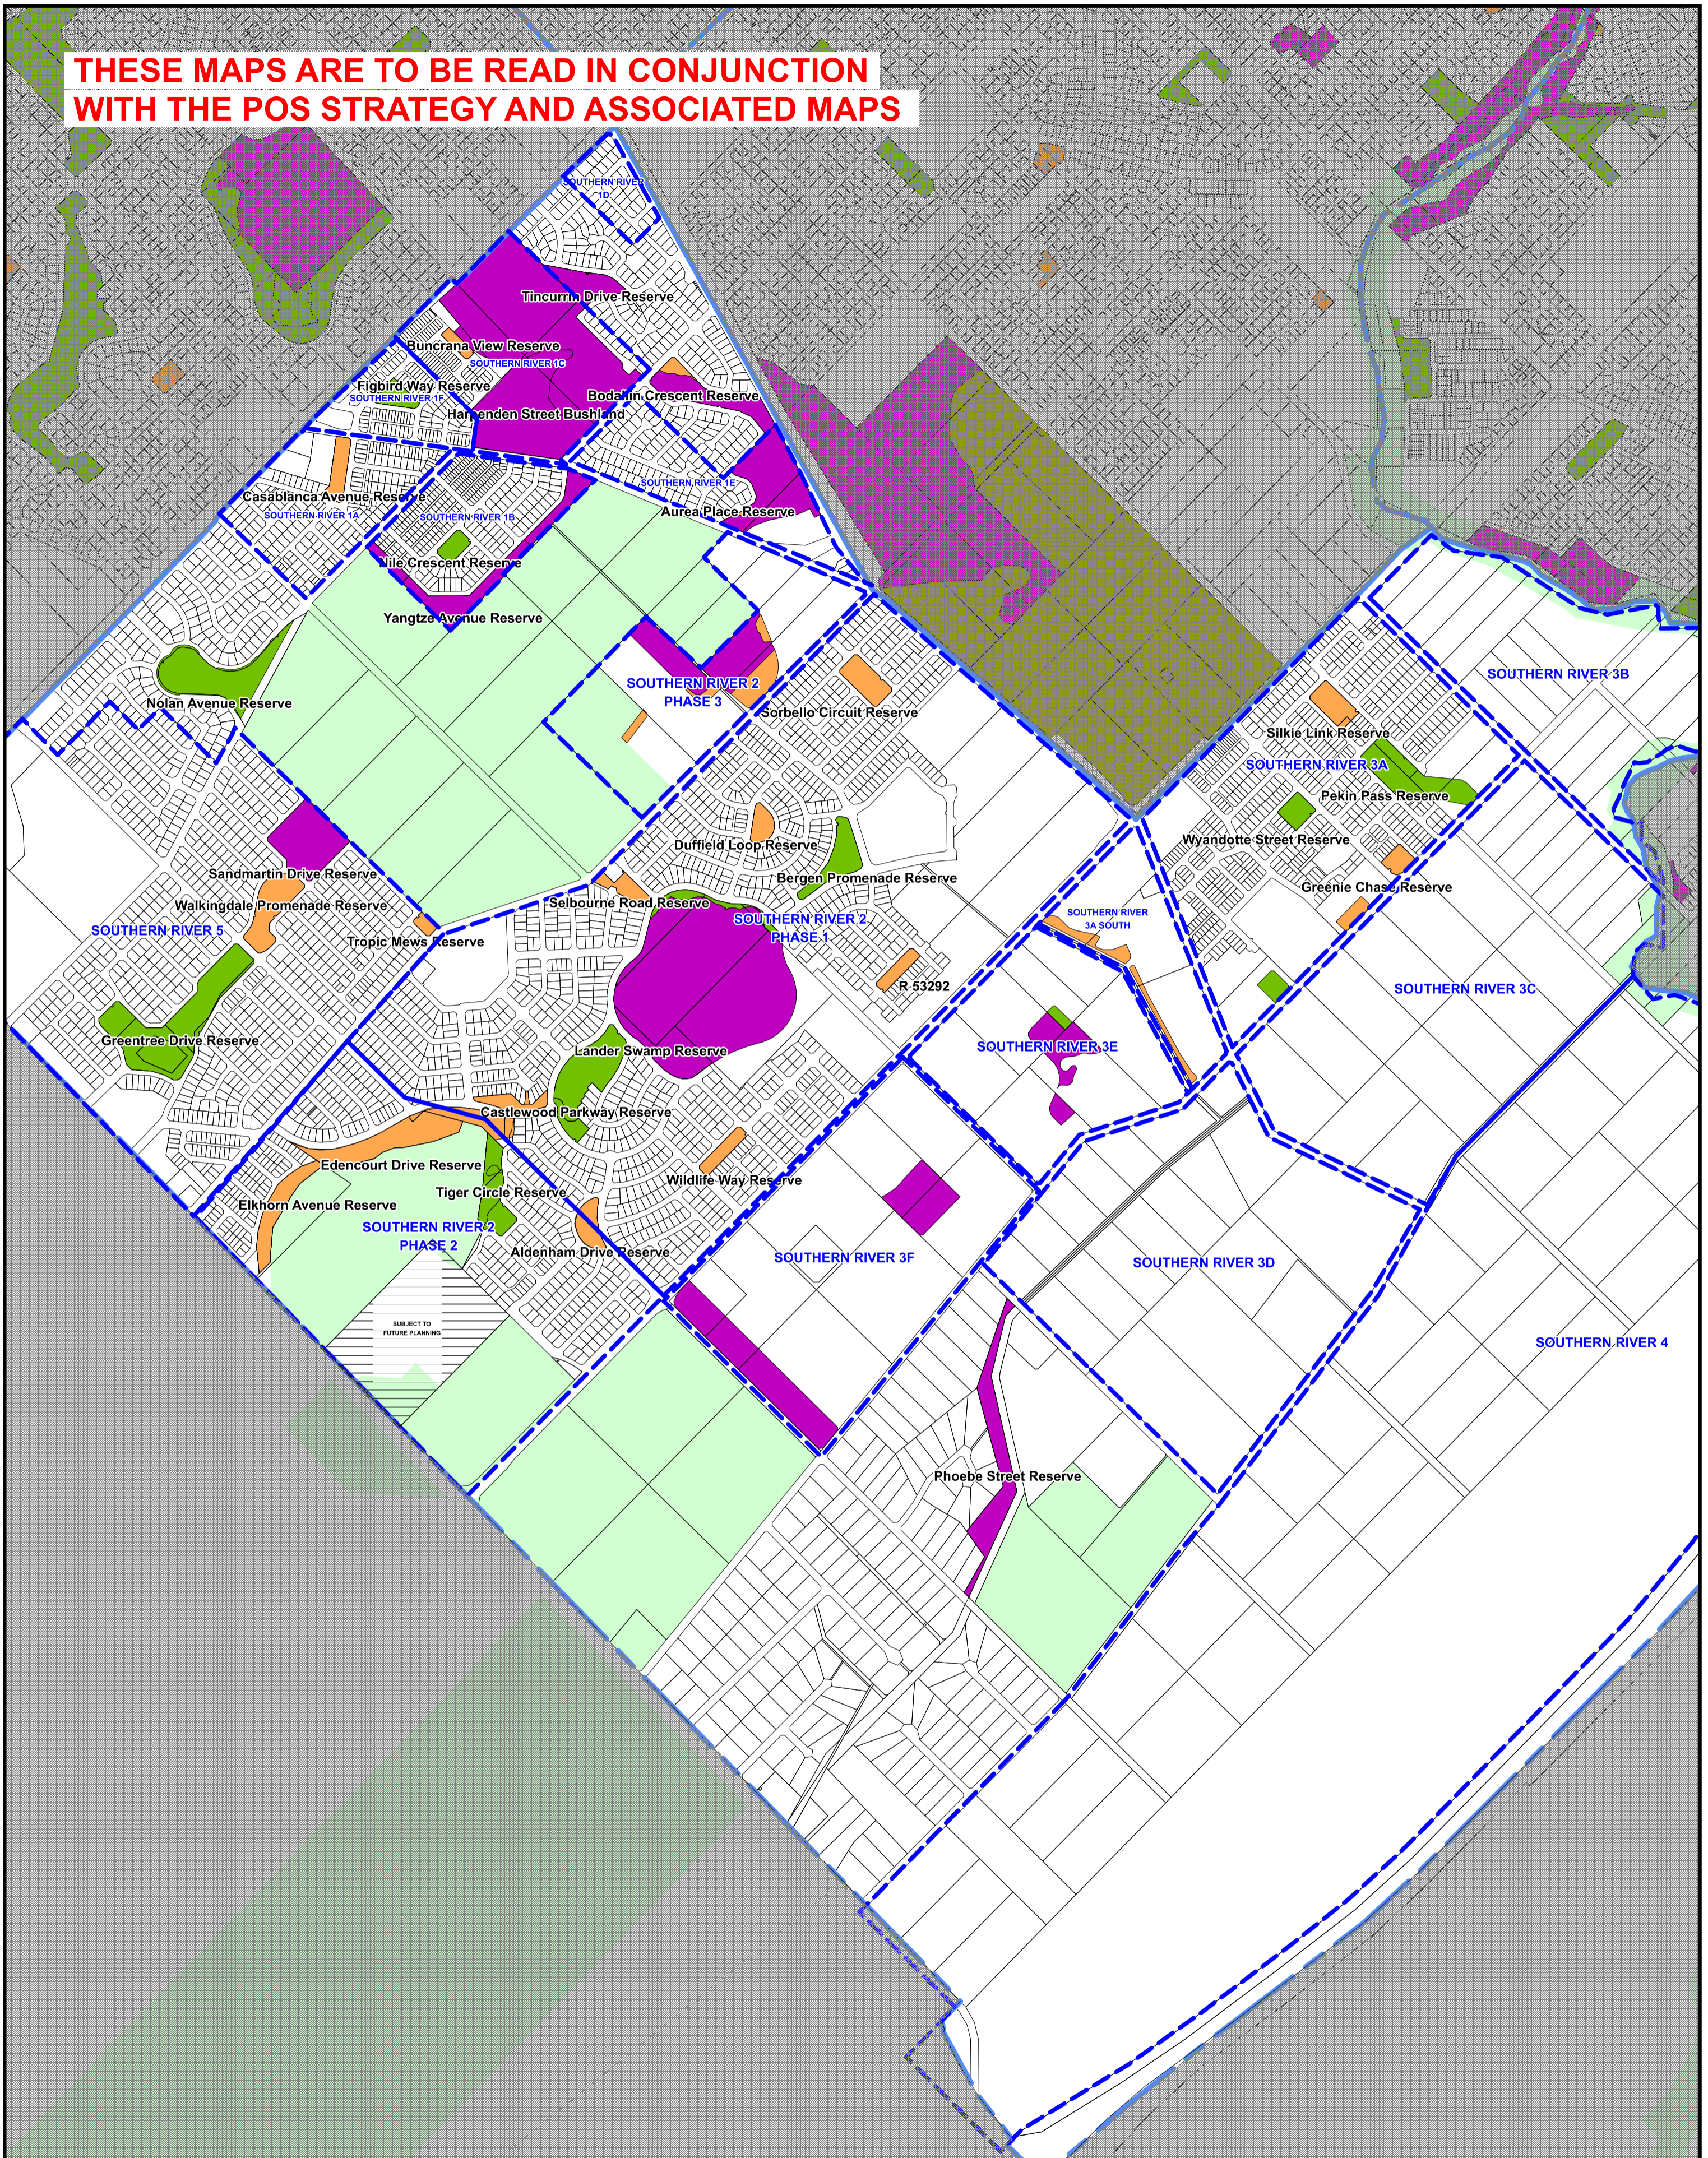 THESE MAPS ARE TO BE READ IN CONJUNCTION
WITH THE POS STRATEGY AND ASSOCIATED MAPS
SOUTHERN RIVER
1D
Tincurrin Drive Reserve
Buncrana View Reserve
SOUTHERN RIVER 1C
Figbird Way Reserve
SOUTHERN RIVER 1F
Bodallin Crescent Reserve
Harpenden Street Bushland
SOUTHERN RIVER 1E
Casablanca Avenue Reserve
SOUTHERN RIVER 1A
SOUTHERN RIVER 1B
Aurea Place Reserve
Nile Crescent Reserve
Yangtze Avenue Reserve
SOUTHERN RIVER 3B
SOUTHERN RIVER 2
PHASE 3
Nolan Avenue Reserve
Sorbello Circuit Reserve
Silkie Link Reserve
SOUTHERN RIVER 3A
Pekin Pass Reserve
Wyandotte Street Reserve
Duffield Loop Reserve
Sandmartin Drive Reserve
Bergen Promenade Reserve
Greenie Chase Reserve
Walkingdale Promenade Reserve
Selbourne Road Reserve
SOUTHERN RIVER
3A SOUTH
SOUTHERN RIVER 2
PHASE 1
SOUTHERN RIVER 5
Tropic Mews Reserve
R 53292
SOUTHERN RIVER 3C
Greentree Drive Reserve
Lander Swamp Reserve
SOUTHERN RIVER 3E
Castlewood Parkway Reserve
Edencourt Drive Reserve
Wildlife Way Reserve
Tiger Circle Reserve
Elkhorn Avenue Reserve
SOUTHERN RIVER 2
PHASE 2
Aldenham Drive Reserve
SOUTHERN RIVER 3F
SOUTHERN RIVER 3D
SUBJECT TO
FUTURE PLANNING
SOUTHERN RIVER 4
Phoebe Street Reserve